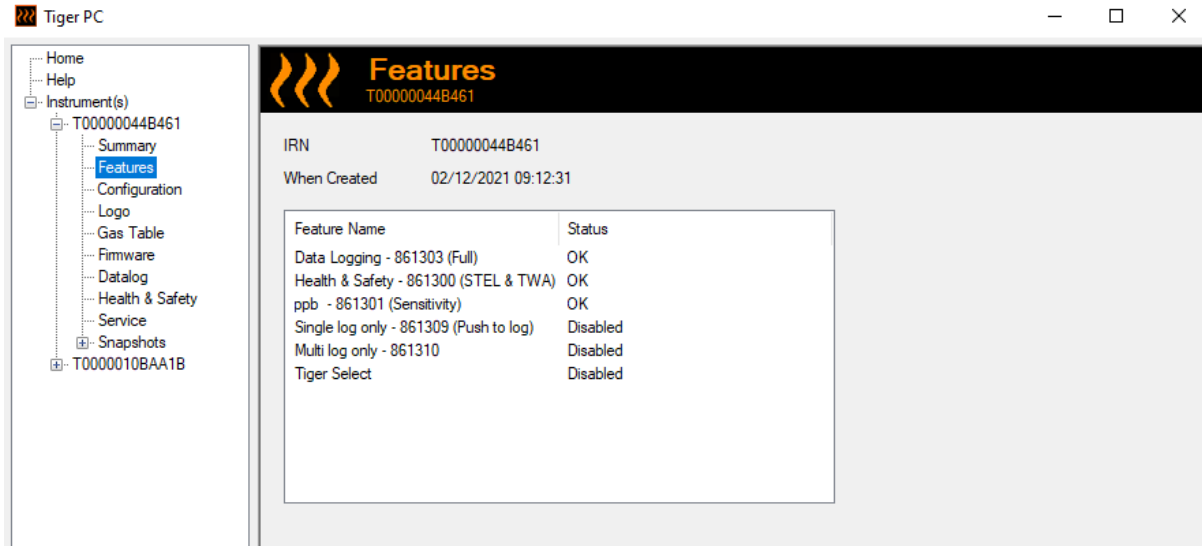 Tiger PC
Home
Help
Instrument(s)
T00000044B461
Summary
Features
Configuration
Logo
Gas Table
Firmware
Datalog
Health & Safety
Service
Snapshots
T0000010BAA1B
Features
T00000044B461
IRN T00000044B461
When Created 02/12/2021 09:12:31
Feature Name Status
Data Logging - 861303 (Full) OK
Health & Safety - 861300 (STEL & TWA) OK
ppb - 861301 (Sensitivity) OK
Single log only - 861309 (Push to log) Disabled
Multi log only - 861310 Disabled
Tiger Select Disabled